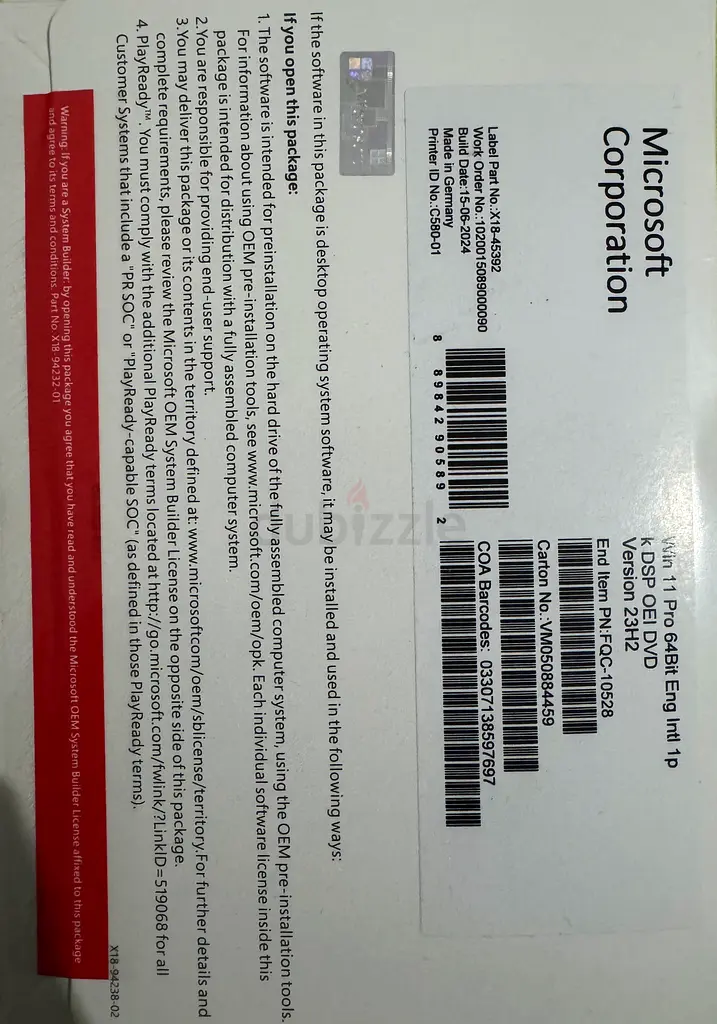 Microsoft
Corporation
Win 11 Pro 64Bit Eng Intl 1p
k DSP OEI DVD
Version 23H2
Label Part No.:X18-45392
Work Order No.:1020015089000090
Build Date:15-06-2024
Made in Germany
Printer ID No.:C580-01
8 89842 90589 2
End Item PN:FQC-10528
Carton No.:VM050884459
COA Barcodes: 03307138597697
If the software in this package is desktop operating system software, it may be installed and used in the following ways:
If you open this package:
1. The software is intended for preinstallation on the hard drive of the fully assembled computer system, using the OEM pre-installation tools.
For information about using OEM pre-installation tools, see www.microsoft.com/oem/opk. Each individual software license inside this
package is intended for distribution with a fully assembled computer system.
2.You are responsible for providing end-user support.
3.You may deliver this package or its contents in the territory defined at: www.microsoftcom/oem/sblicense/territory.For further details and
complete requirements, please review the Microsoft OEM System Builder License on the opposite side of this package.
4. PlayReady™. You must comply with the additional PlayReady terms located at http://go.microsoft.com/fwlink/?LinkID=519068 for all
Customer Systems that include a "PR SOC" or "PlayReady-capable SOC" (as defined in those PlayReady terms).
Warning: If you are a System Builder: by opening this package you agree that you have read and understood the Microsoft OEM System Builder License affixed to this package
and agree to its terms and conditions. Part No. X18-94232-01
X18-94238-02
dubizzle